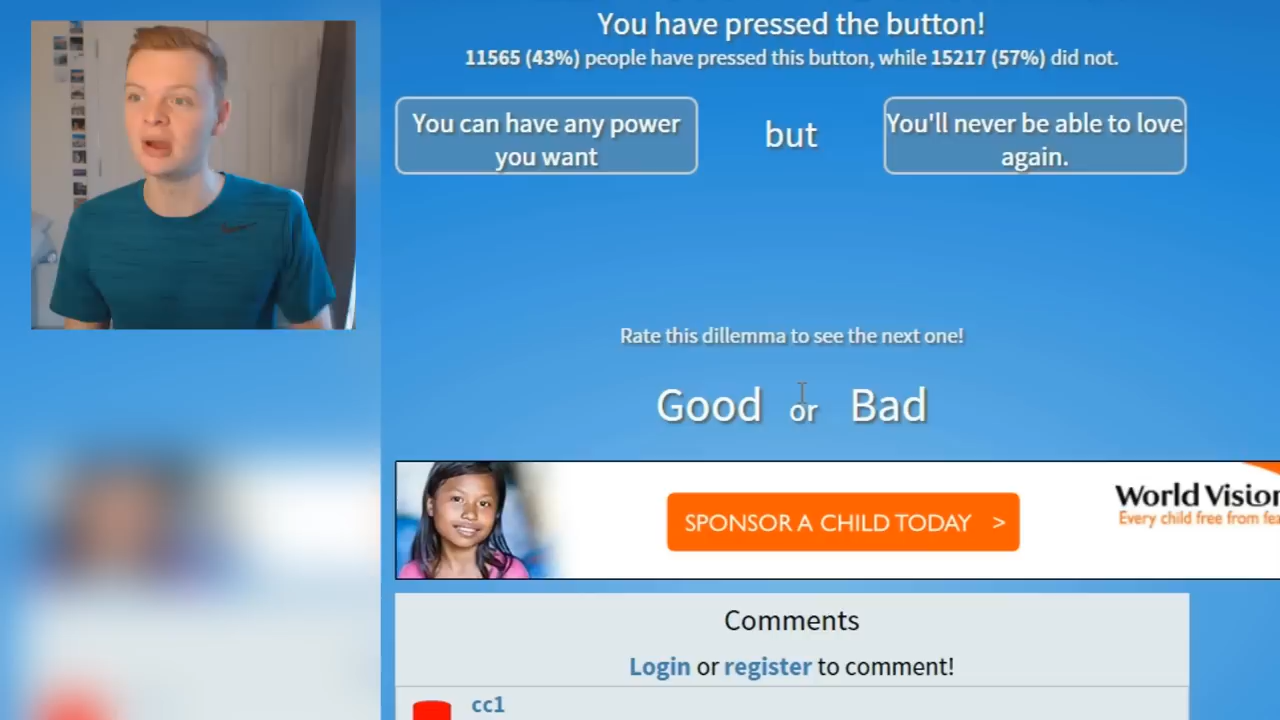 You have pressed the button!
11565 (43%) people have pressed this button, while 15217 (57%) did not.
You can have any power
you want
but
You'll never be able to love
again.
Rate this dillemma to see the next one!
Good or Bad
SPONSOR A CHILD TODAY >
World Vision
Every child free from
Comments
Login or register to comment!
cc1